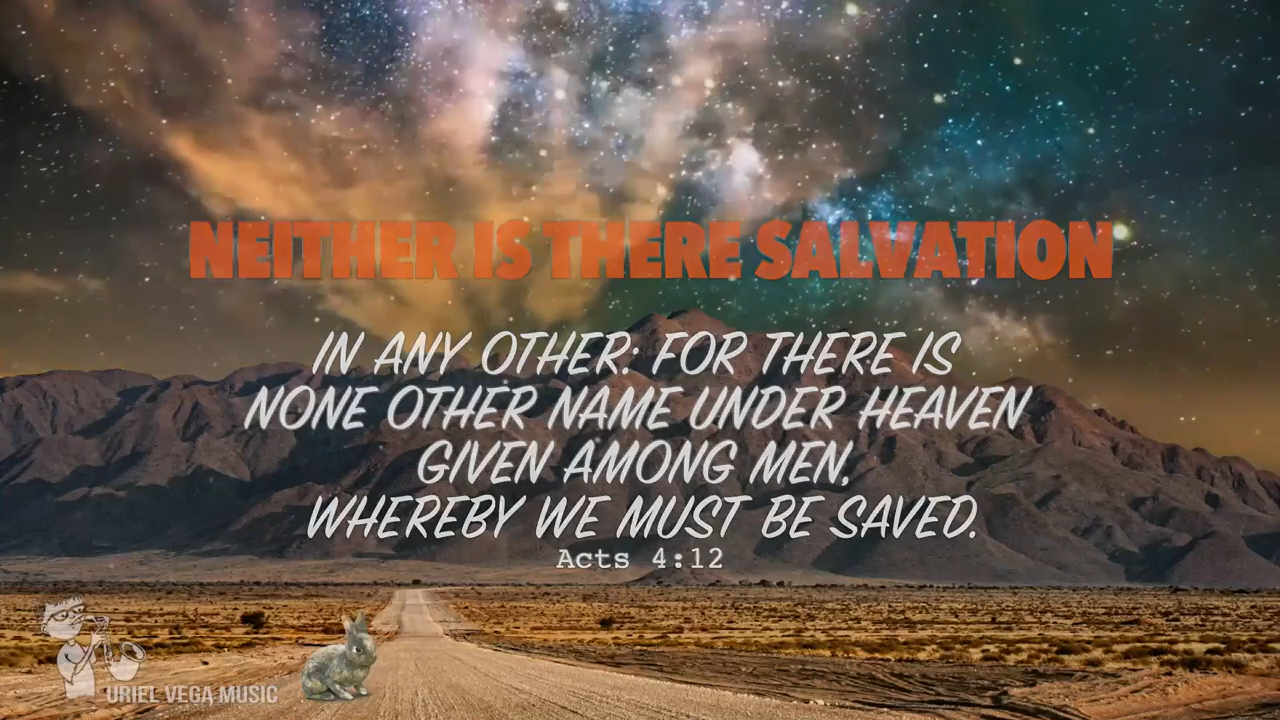 NEITHER IS THERE SALVATION
IN ANY OTHER: FOR THERE IS
NONE OTHER NAME UNDER HEAVEN
GIVEN AMONG MEN,
WHEREBY WE MUST BE SAVED.
Acts 4:12
URIEL VEGA MUSIC